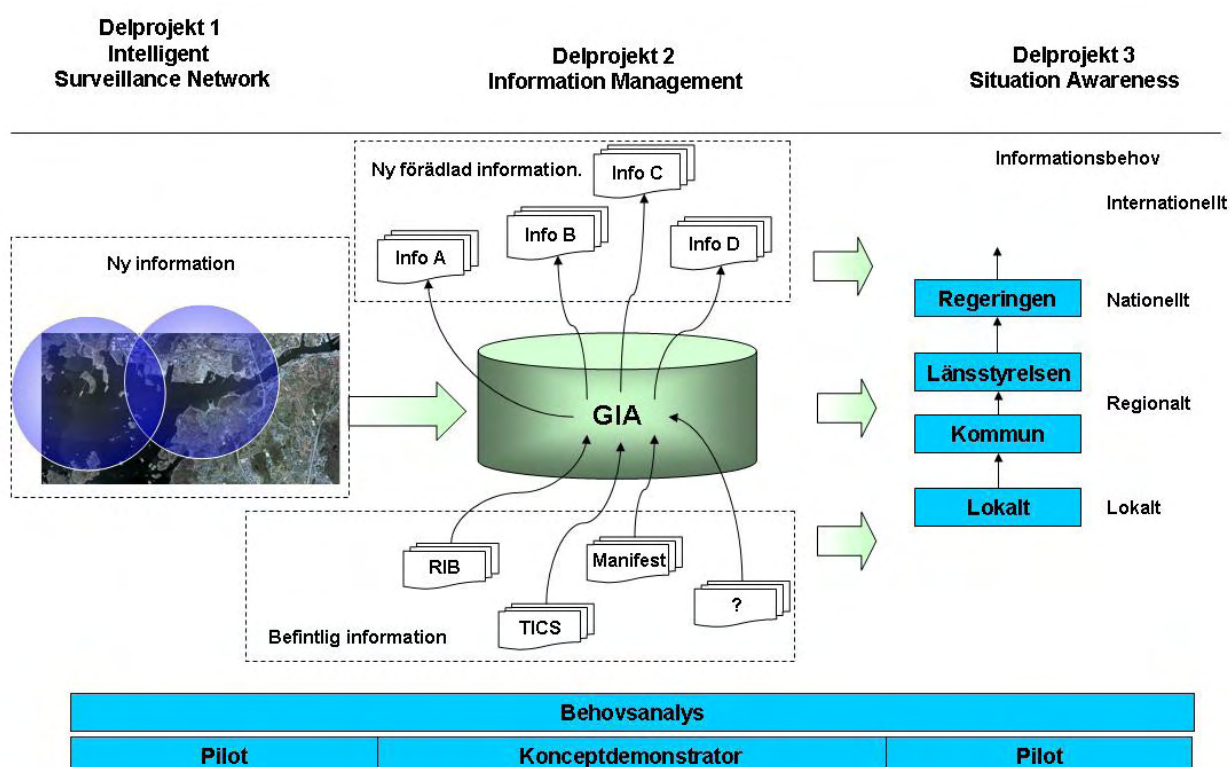 Delprojekt 1
Intelligent
Surveillance Network
Delprojekt 2
Information Management
Delprojekt 3
Situation Awareness
Ny information
Ny förädlad information.
Info A
Info B
Info C
Info D
GIA
RIB
TICS
Manifest
?
Befintlig information
Informationsbehov
Internationellt
Regeringen
Nationellt
Länsstyrelsen
Regionalt
Kommun
Lokalt
Lokalt
Behovsanalys
Pilot
Konceptdemonstrator
Pilot